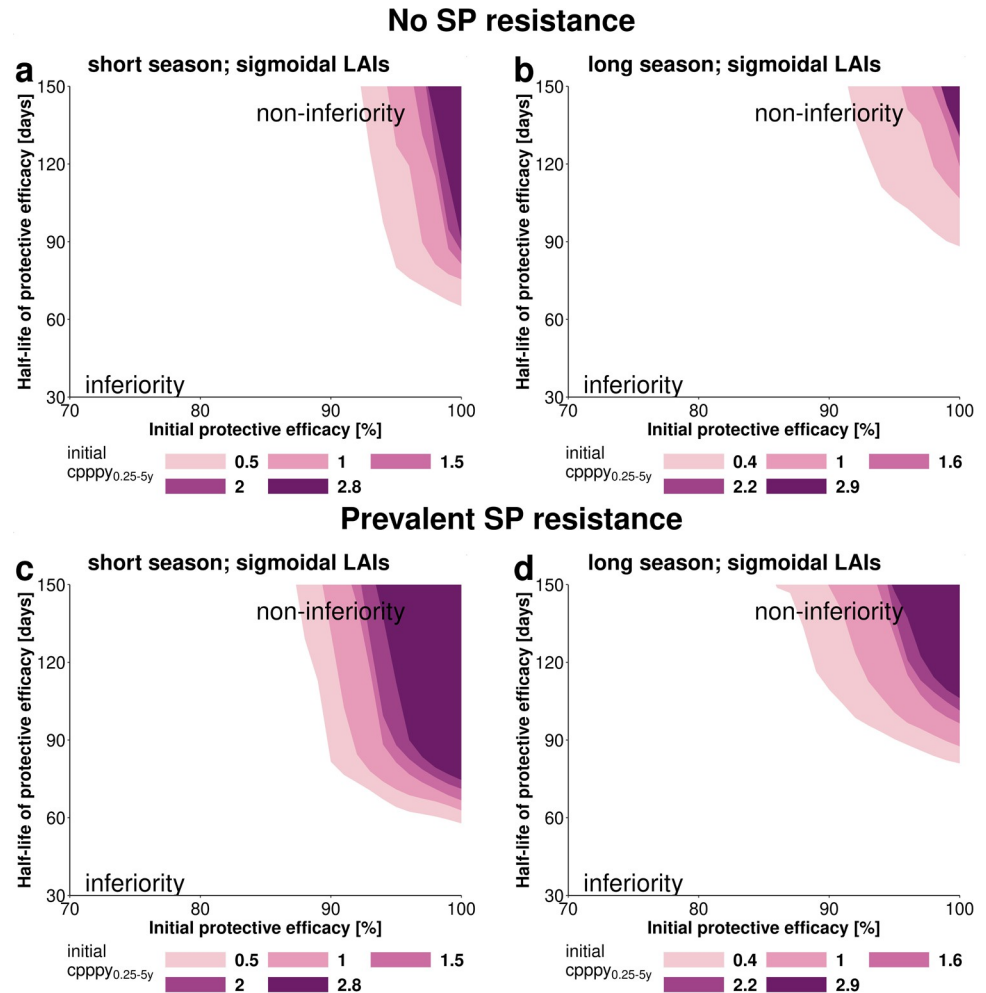 No SP resistance
a short season; sigmoidal LAIs
Half-life of protective efficacy [days]
150
120
90
60
30
non-inferiority
inferiority
70 80 90 100
Initial protective efficacy [%]
initial
cpppy0.25-5y
0.5 1 1.5
2 2.8
b long season; sigmoidal LAIs
Half-life of protective efficacy [days]
150
120
90
60
30
non-inferiority
inferiority
70 80 90 100
Initial protective efficacy [%]
initial
cpppy0.25-5y
0.4 1 1.6
2.2 2.9
Prevalent SP resistance
c short season; sigmoidal LAIs
Half-life of protective efficacy [days]
150
120
90
60
30
non-inferiority
inferiority
70 80 90 100
Initial protective efficacy [%]
initial
cpppy0.25-5y
0.5 1 1.5
2 2.8
d long season; sigmoidal LAIs
Half-life of protective efficacy [days]
150
120
90
60
30
non-inferiority
inferiority
70 80 90 100
Initial protective efficacy [%]
initial
cpppy0.25-5y
0.4 1 1.6
2.2 2.9